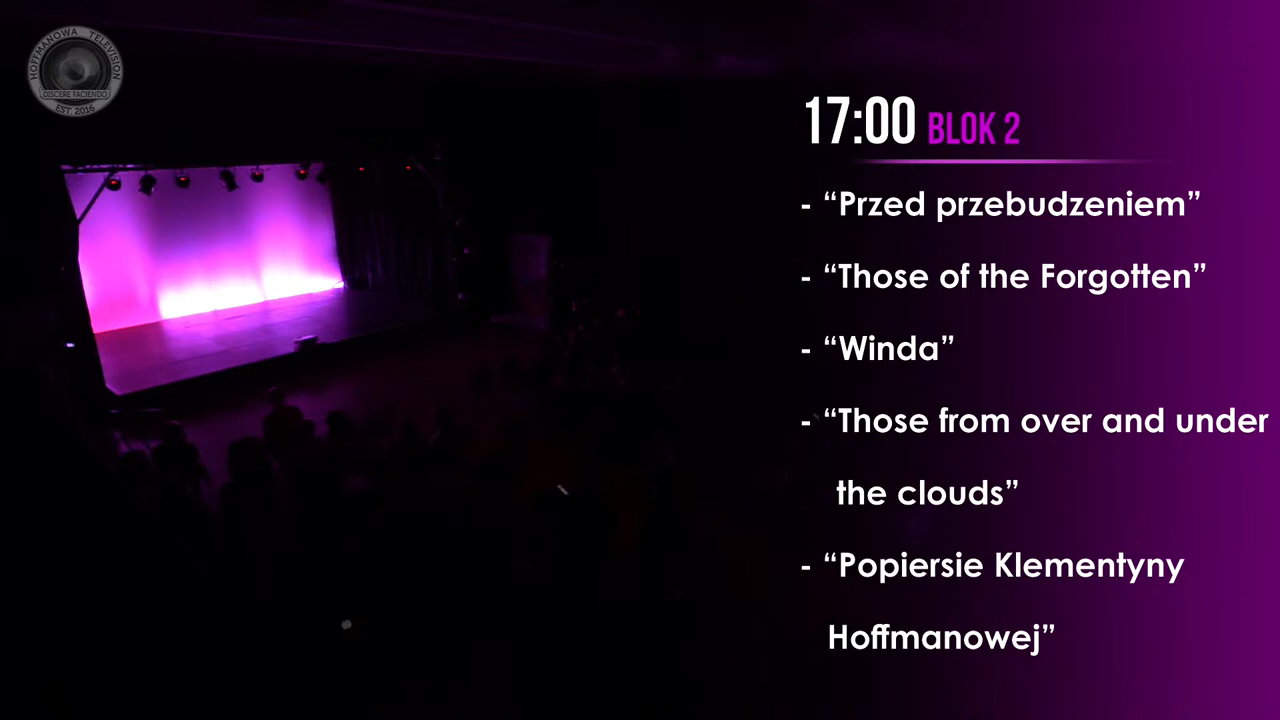 HOFFMANOWA TELEVISION
DISCERE FACIENDO
EST. 2016
17:00 BLOK 2
- “Przed przebudzeniem”
- “Those of the Forgotten”
- “Winda”
- “Those from over and under
the clouds”
- “Popiersie Klementyny
Hoffmanowej”